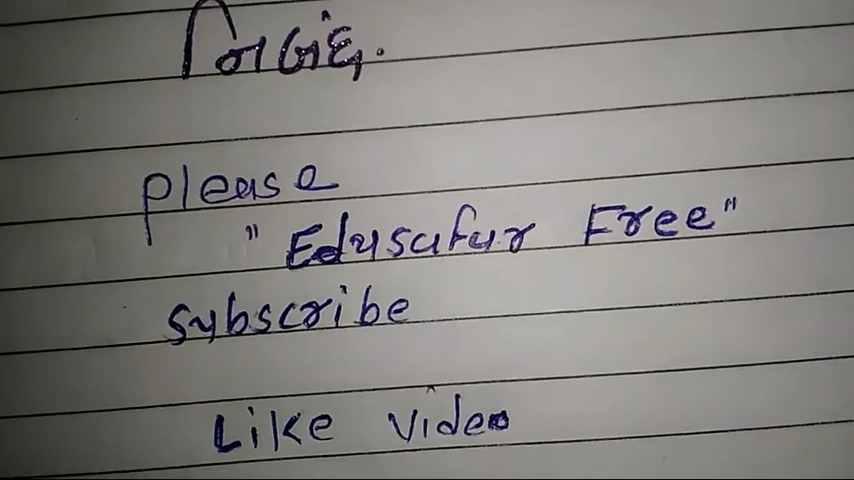 નિબંધ.
please
"Edusafar Free"
subscribe
Like video